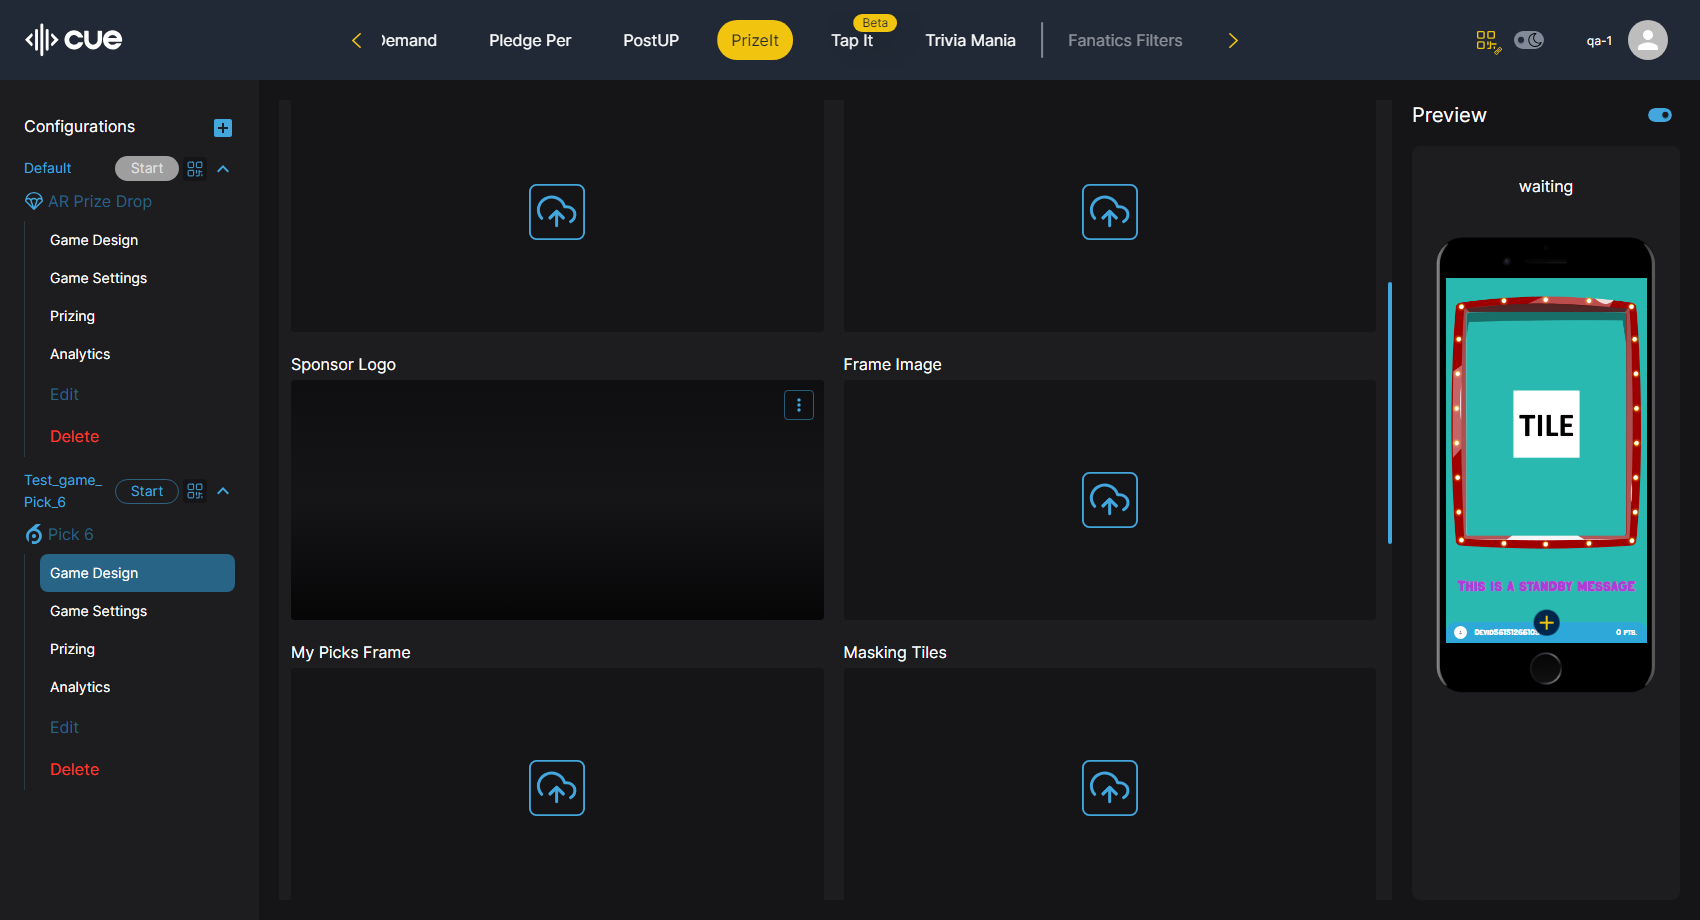 cue
Demand
Pledge Per
PostUP
PrizeIt
Beta
Tap It
Trivia Mania
Fanatics Filters
qa-1
Configurations
Default
Start
AR Prize Drop
Game Design
Game Settings
Prizing
Analytics
Edit
Delete
Test_game_
Pick_6
Start
Pick 6
Game Design
Game Settings
Prizing
Analytics
Edit
Delete
Sponsor Logo
Frame Image
My Picks Frame
Masking Tiles
Preview
waiting
TILE
THIS IS A STANDBY MESSAGE
0 PTS.